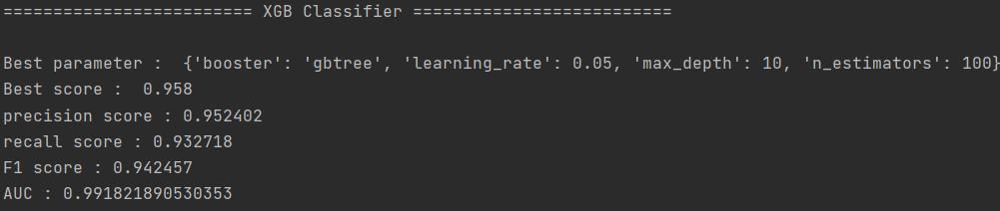 ========================== XGB Classifier ==========================
Best parameter :  {'booster': 'gbtree', 'learning_rate': 0.05, 'max_depth': 10, 'n_estimators': 100}
Best score :  0.958
precision score : 0.952402
recall score : 0.932718
F1 score : 0.942457
AUC : 0.991821890530353